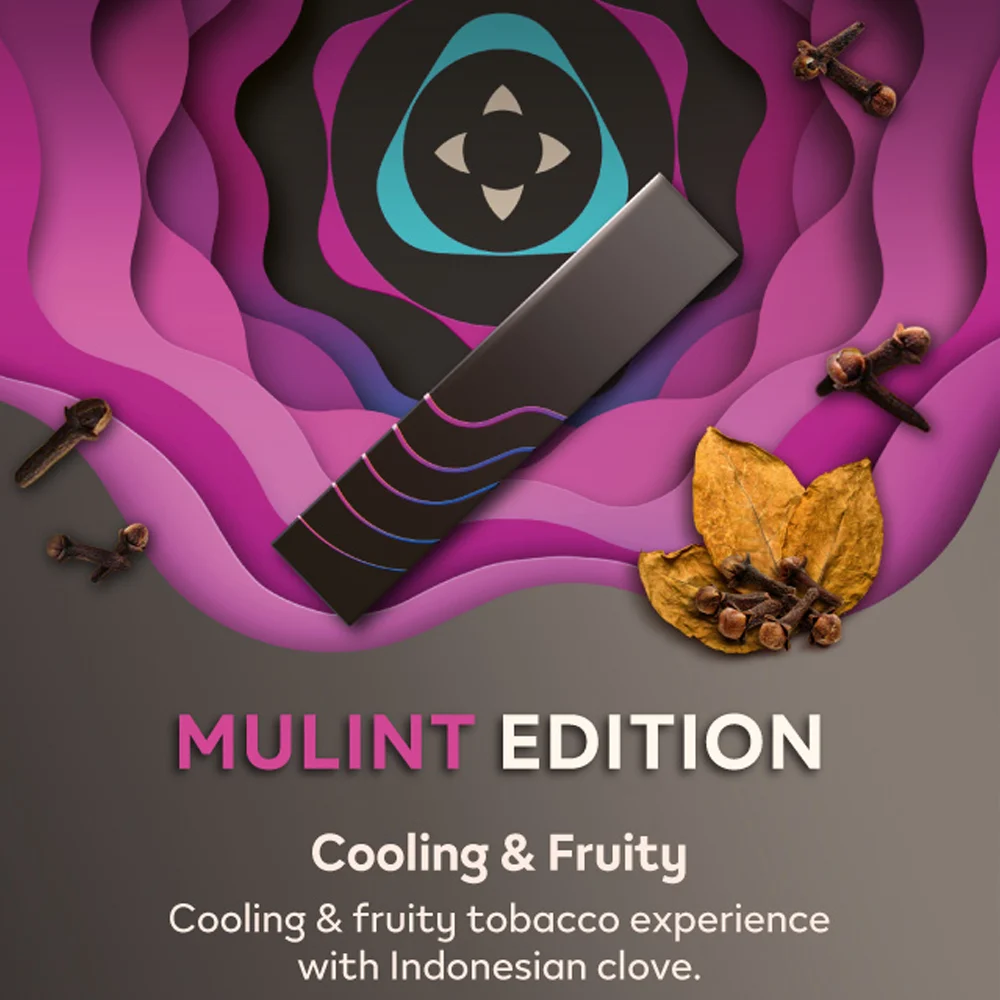 MULINT EDITION
Cooling & Fruity
Cooling & fruity tobacco experience
with Indonesian clove.